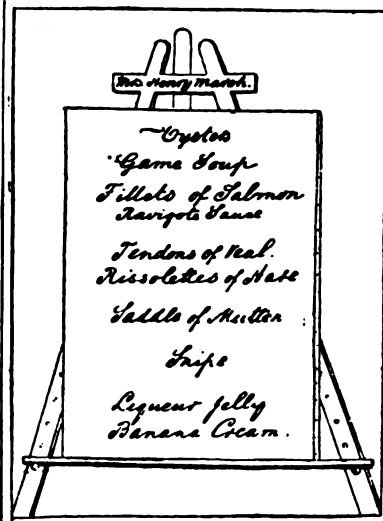 Mrs Henry Marsh.
Oysters
Game Soup
Fillets of Salmon
Ravigote Sauce
Tendons of Veal.
Rissolettes of Hare
Saddle of Mutton
Snipe
Liqueur Jelly
Banana Cream.